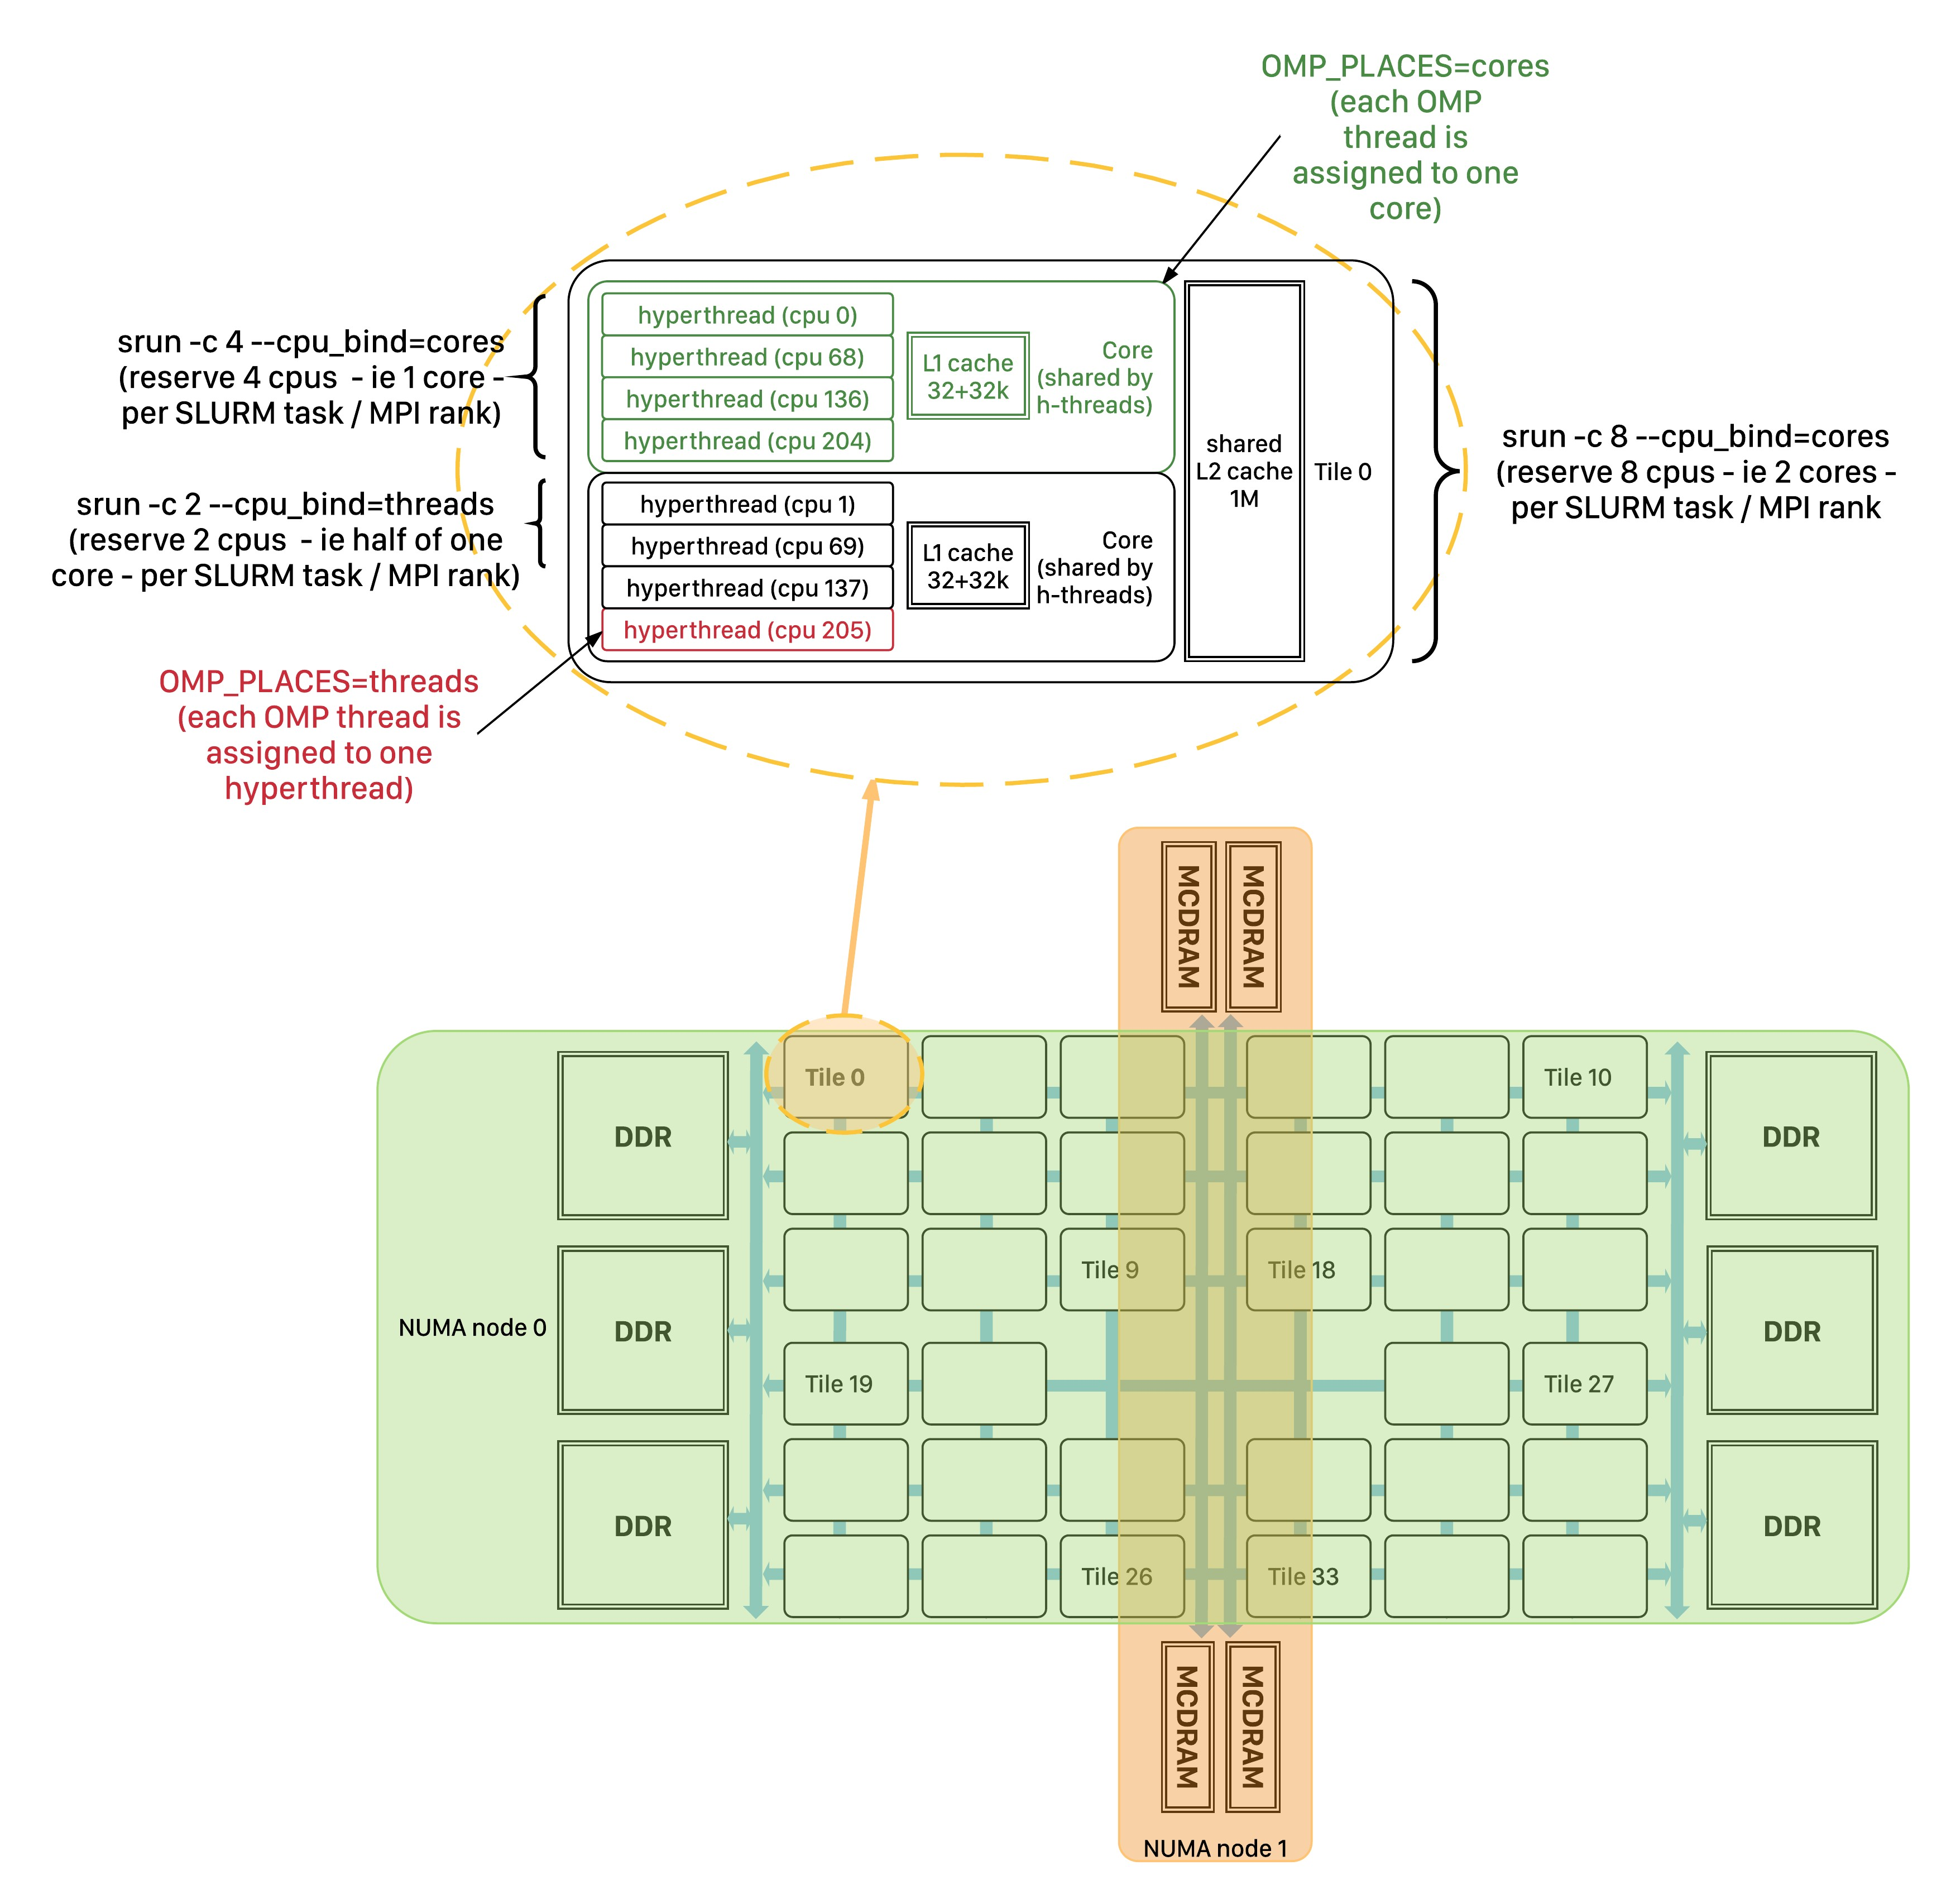 OMP_PLACES=cores
(each OMP
thread is
assigned to one
core)
srun -c 4 --cpu_bind=cores
(reserve 4 cpus - ie 1 core -
per SLURM task / MPI rank)
srun -c 2 --cpu_bind=threads
(reserve 2 cpus - ie half of one
core - per SLURM task / MPI rank)
OMP_PLACES=threads
(each OMP thread is
assigned to one
hyperthread)
hyperthread (cpu 0)
hyperthread (cpu 68)
hyperthread (cpu 136)
hyperthread (cpu 204)
L1 cache
32+32k
Core
(shared by
h-threads)
hyperthread (cpu 1)
hyperthread (cpu 69)
hyperthread (cpu 137)
hyperthread (cpu 205)
L1 cache
32+32k
Core
(shared by
h-threads)
shared
L2 cache
1M
Tile 0
srun -c 8 --cpu_bind=cores
(reserve 8 cpus - ie 2 cores -
per SLURM task / MPI rank
MCDRAM
MCDRAM
Tile 0
Tile 10
DDR
DDR
Tile 9
Tile 18
NUMA node 0
DDR
DDR
Tile 19
Tile 27
DDR
DDR
Tile 26
Tile 33
MCDRAM
MCDRAM
NUMA node 1